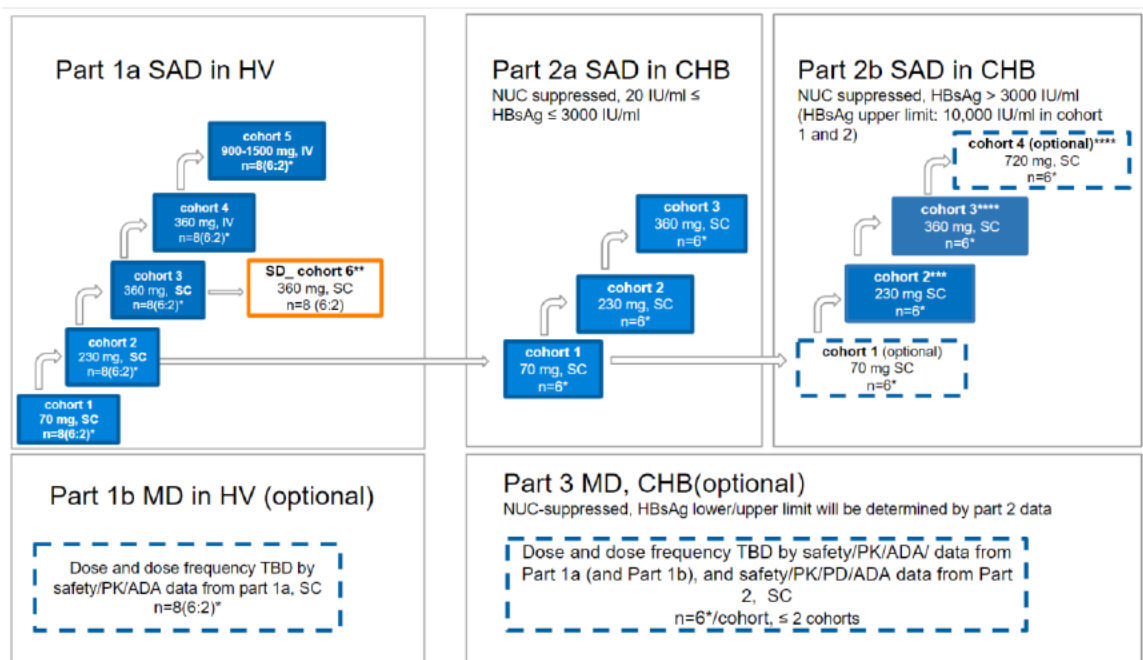 Part 1a SAD in HV
cohort 5
900-1500 mg, IV
n=8(6:2)*
cohort 4
360 mg, IV
n=8(6:2)*
cohort 3
360 mg, SC
n=8(6:2)*
SD_ cohort 6**
360 mg, SC
n=8 (6:2)
cohort 2
230 mg, SC
n=8(6:2)*
cohort 1
70 mg, SC
n=8(6:2)*
Part 2a SAD in CHB
NUC suppressed, 20 IU/ml ≤
HBsAg ≤ 3000 IU/ml
cohort 3
360 mg, SC
n=6*
cohort 2
230 mg, SC
n=6*
cohort 1
70 mg, SC
n=6*
Part 2b SAD in CHB
NUC suppressed, HBsAg > 3000 IU/ml
(HBsAg upper limit: 10,000 IU/ml in cohort
1 and 2)
cohort 4 (optional)****
720 mg, SC
n=6*
cohort 3****
360 mg, SC
n=6*
cohort 2***
230 mg SC
n=6*
cohort 1 (optional)
70 mg SC
n=6*
Part 1b MD in HV (optional)
Dose and dose frequency TBD by
safety/PK/ADA data from part 1a, SC
n=8(6:2)*
Part 3 MD, CHB(optional)
NUC-suppressed, HBsAg lower/upper limit will be determined by part 2 data
Dose and dose frequency TBD by safety/PK/ADA/ data from
Part 1a (and Part 1b), and safety/PK/PD/ADA data from Part
2, SC
n=6*/cohort, ≤ 2 cohorts